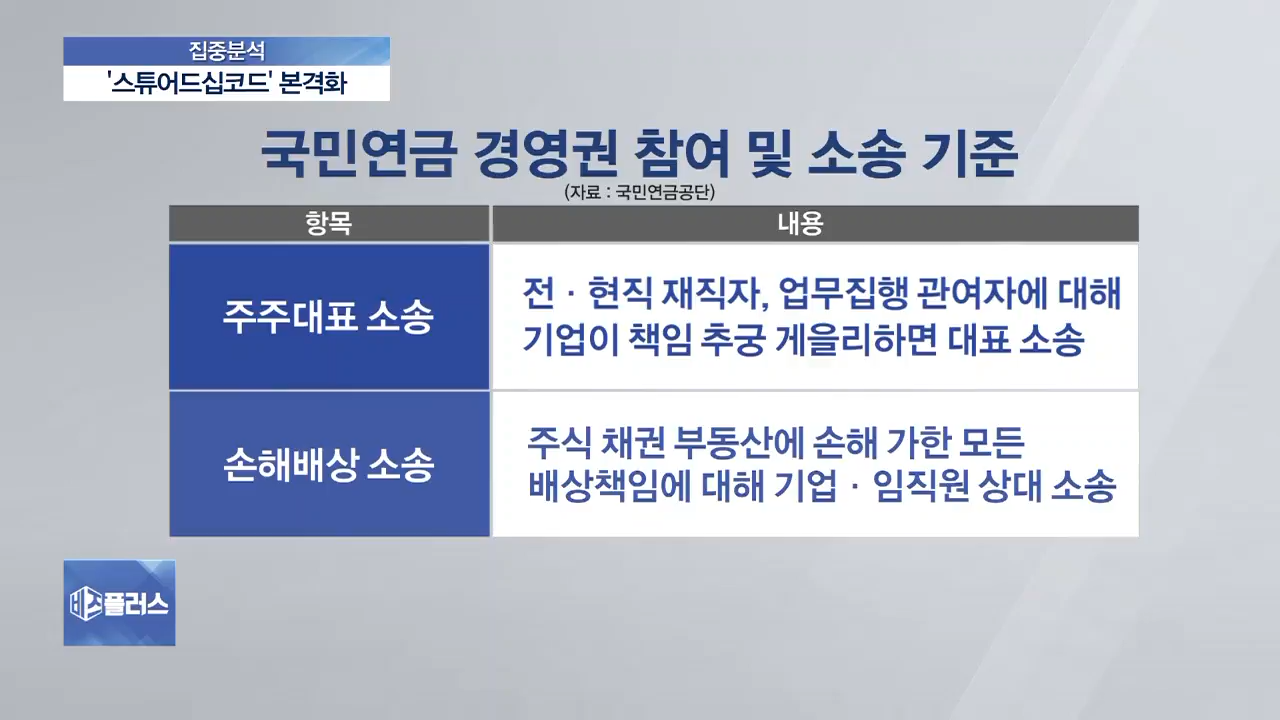 집중분석
'스튜어드십코드' 본격화
국민연금 경영권 참여 및 소송 기준
(자료 : 국민연금공단)
항목
내용
주주대표 소송
전 · 현직 재직자, 업무집행 관여자에 대해
기업이 책임 추궁 게을리하면 대표 소송
손해배상 소송
주식 채권 부동산에 손해 가한 모든
배상책임에 대해 기업 · 임직원 상대 소송
비즈플러스